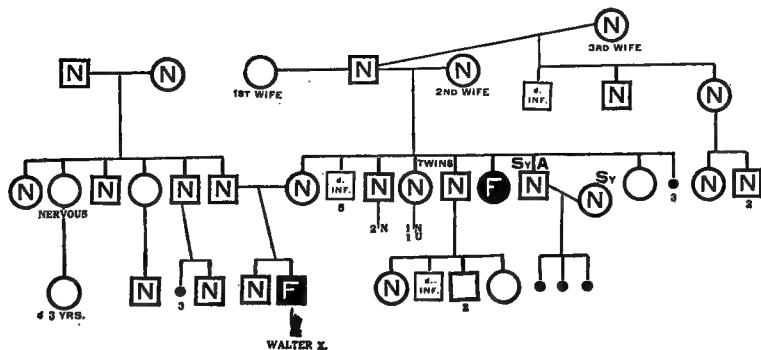 N
3RD WIFE
N
N
1ST WIFE
N
N
2ND WIFE
d. INF.
N
N
N
NERVOUS
N
N
N
N
d. INF.
5
N
TWINS
N
N
F
SY A
N
SY
N
3
N
N
2
2 N
1 N
1 U
4 3 YRS.
N
3
N
N
F
N
d. INF.
2
WALTER X.